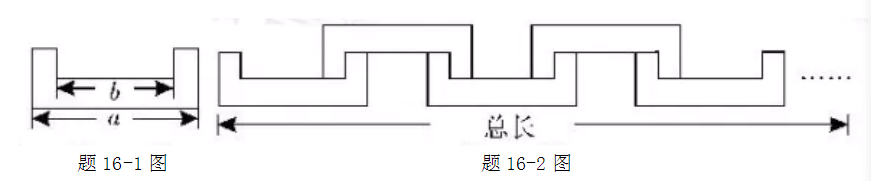 b
a
总长
……
题 16-1 图
题 16-2 图